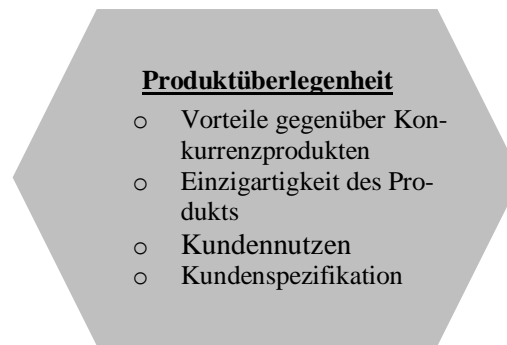 Produktüberlegenheit
o Vorteile gegenüber Kon-
kurrenzprodukten
o Einzigartigkeit des Pro-
dukts
o Kundennutzen
o Kundenspezifikation